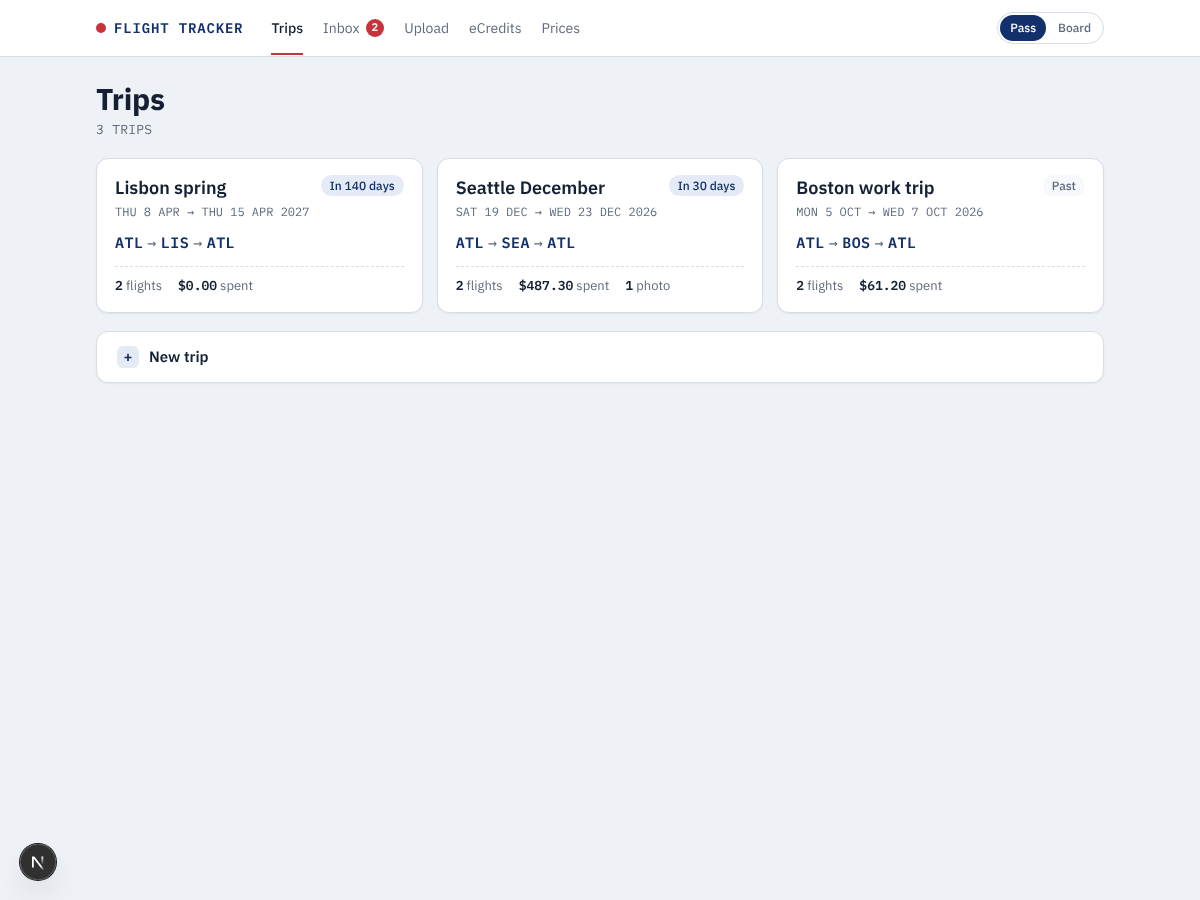 FLIGHT TRACKER Trips Inbox 2 Upload eCredits Prices Pass Board
Trips
3 TRIPS
Lisbon spring In 140 days
THU 8 APR → THU 15 APR 2027
ATL → LIS → ATL
2 flights $0.00 spent
Seattle December In 30 days
SAT 19 DEC → WED 23 DEC 2026
ATL → SEA → ATL
2 flights $487.30 spent 1 photo
Boston work trip Past
MON 5 OCT → WED 7 OCT 2026
ATL → BOS → ATL
2 flights $61.20 spent
+ New trip
N